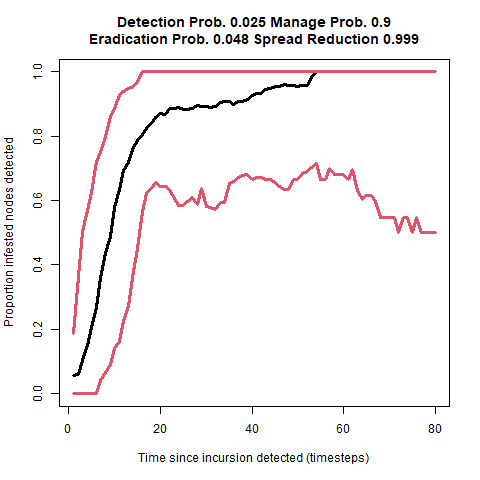 Detection Prob. 0.025 Manage Prob. 0.9
Eradication Prob. 0.048 Spread Reduction 0.999
Proportion infested nodes detected
1.0
0.8
0.6
0.4
0.2
0.0
0
20
40
60
80
Time since incursion detected (timesteps)